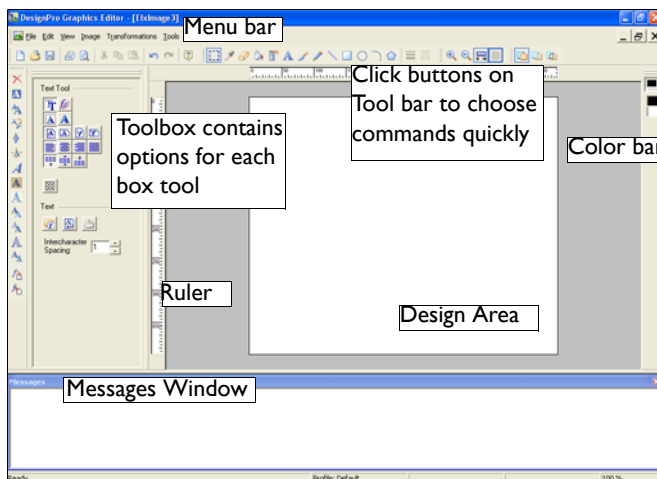 DesignPro Graphics Editor - [EbxImage3]
Menu bar
File Edit View Image Transformations Tools
Click buttons on
Tool bar to choose
commands quickly
Text Tool
Toolbox contains
options for each
box tool
Color bar
Text
Intercharacter
Spacing: 1
Ruler
Design Area
Messages
Messages Window
Ready
Profile: Default
100 %